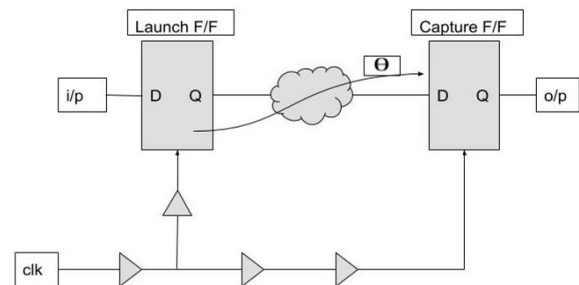 Launch F/F
Capture F/F
ϴ
i/p
D Q
D Q
o/p
clk